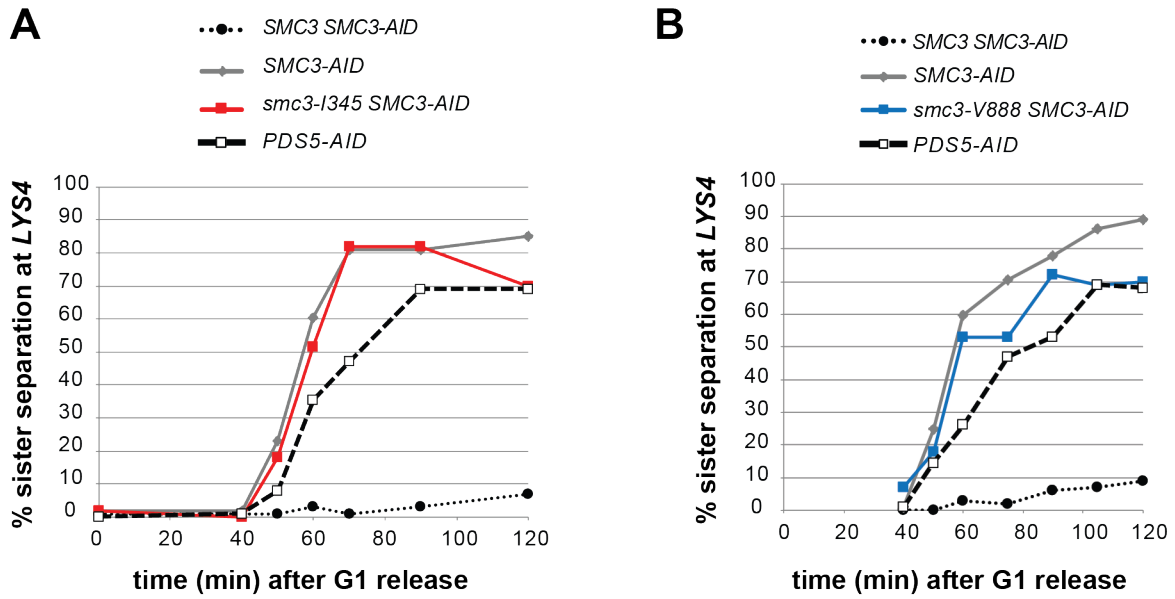 A
SMC3 SMC3-AID
SMC3-AID
smc3-I345 SMC3-AID
PDS5-AID
% sister separation at LYS4
100
90
80
70
60
50
40
30
20
10
0
0 20 40 60 80 100 120
time (min) after G1 release
B
SMC3 SMC3-AID
SMC3-AID
smc3-V888 SMC3-AID
PDS5-AID
% sister separation at LYS4
100
90
80
70
60
50
40
30
20
10
0
0 20 40 60 80 100 120
time (min) after G1 release